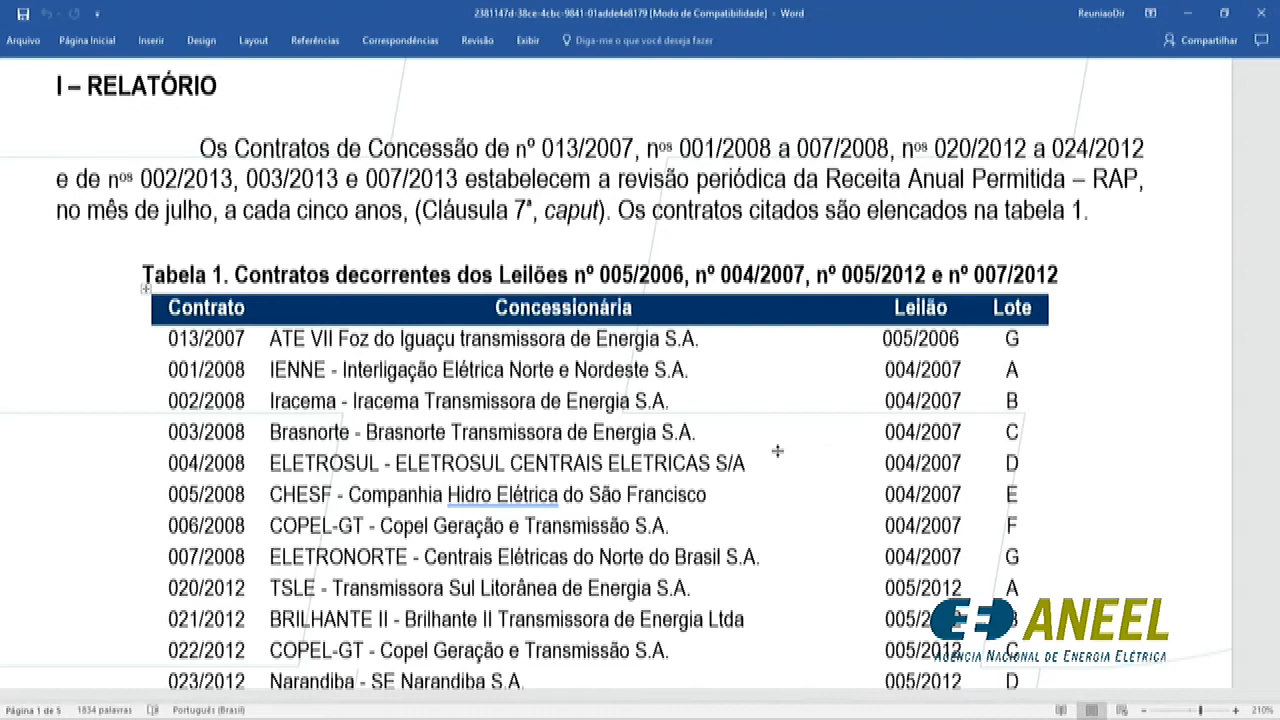 2381147d-38ce-4cbc-9841-01adde4e8179 [Modo de Compatibilidade] - Word
ReuniaoDir
Arquivo Página Inicial Inserir Design Layout Referências Correspondências Revisão Exibir Diga-me o que você deseja fazer Compartilhar
I – RELATÓRIO
Os Contratos de Concessão de nº 013/2007, nos 001/2008 a 007/2008, nos 020/2012 a 024/2012
e de nos 002/2013, 003/2013 e 007/2013 estabelecem a revisão periódica da Receita Anual Permitida – RAP,
no mês de julho, a cada cinco anos, (Cláusula 7ª, caput). Os contratos citados são elencados na tabela 1.
Tabela 1. Contratos decorrentes dos Leilões nº 005/2006, nº 004/2007, nº 005/2012 e nº 007/2012
Contrato Concessionária Leilão Lote
013/2007 ATE VII Foz do Iguaçu transmissora de Energia S.A. 005/2006 G
001/2008 IENNE - Interligação Elétrica Norte e Nordeste S.A. 004/2007 A
002/2008 Iracema - Iracema Transmissora de Energia S.A. 004/2007 B
003/2008 Brasnorte - Brasnorte Transmissora de Energia S.A. 004/2007 C
004/2008 ELETROSUL - ELETROSUL CENTRAIS ELETRICAS S/A 004/2007 D
005/2008 CHESF - Companhia Hidro Elétrica do São Francisco 004/2007 E
006/2008 COPEL-GT - Copel Geração e Transmissão S.A. 004/2007 F
007/2008 ELETRONORTE - Centrais Elétricas do Norte do Brasil S.A. 004/2007 G
020/2012 TSLE - Transmissora Sul Litorânea de Energia S.A. 005/2012 A
021/2012 BRILHANTE II - Brilhante II Transmissora de Energia Ltda
022/2012 COPEL-GT - Copel Geração e Transmissão S.A. 005/2012 C
023/2012 Narandiba - SE Narandiba S.A. 005/2012 D
ANEEL
AGÊNCIA NACIONAL DE ENERGIA ELÉTRICA
Página 1 de 5 1834 palavras Português (Brasil) 210%